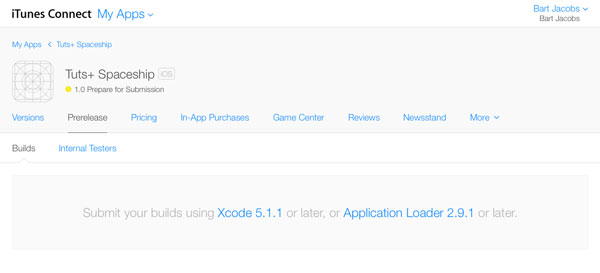 iTunes Connect My Apps Bart Jacobs
Bart Jacobs
My Apps Tuts+ Spaceship
Tuts+ Spaceship iOS
1.0 Prepare for Submission
Versions Prerelease Pricing In-App Purchases Game Center Reviews Newsstand More
Builds Internal Testers
Submit your builds using Xcode 5.1.1 or later, or Application Loader 2.9.1 or later.